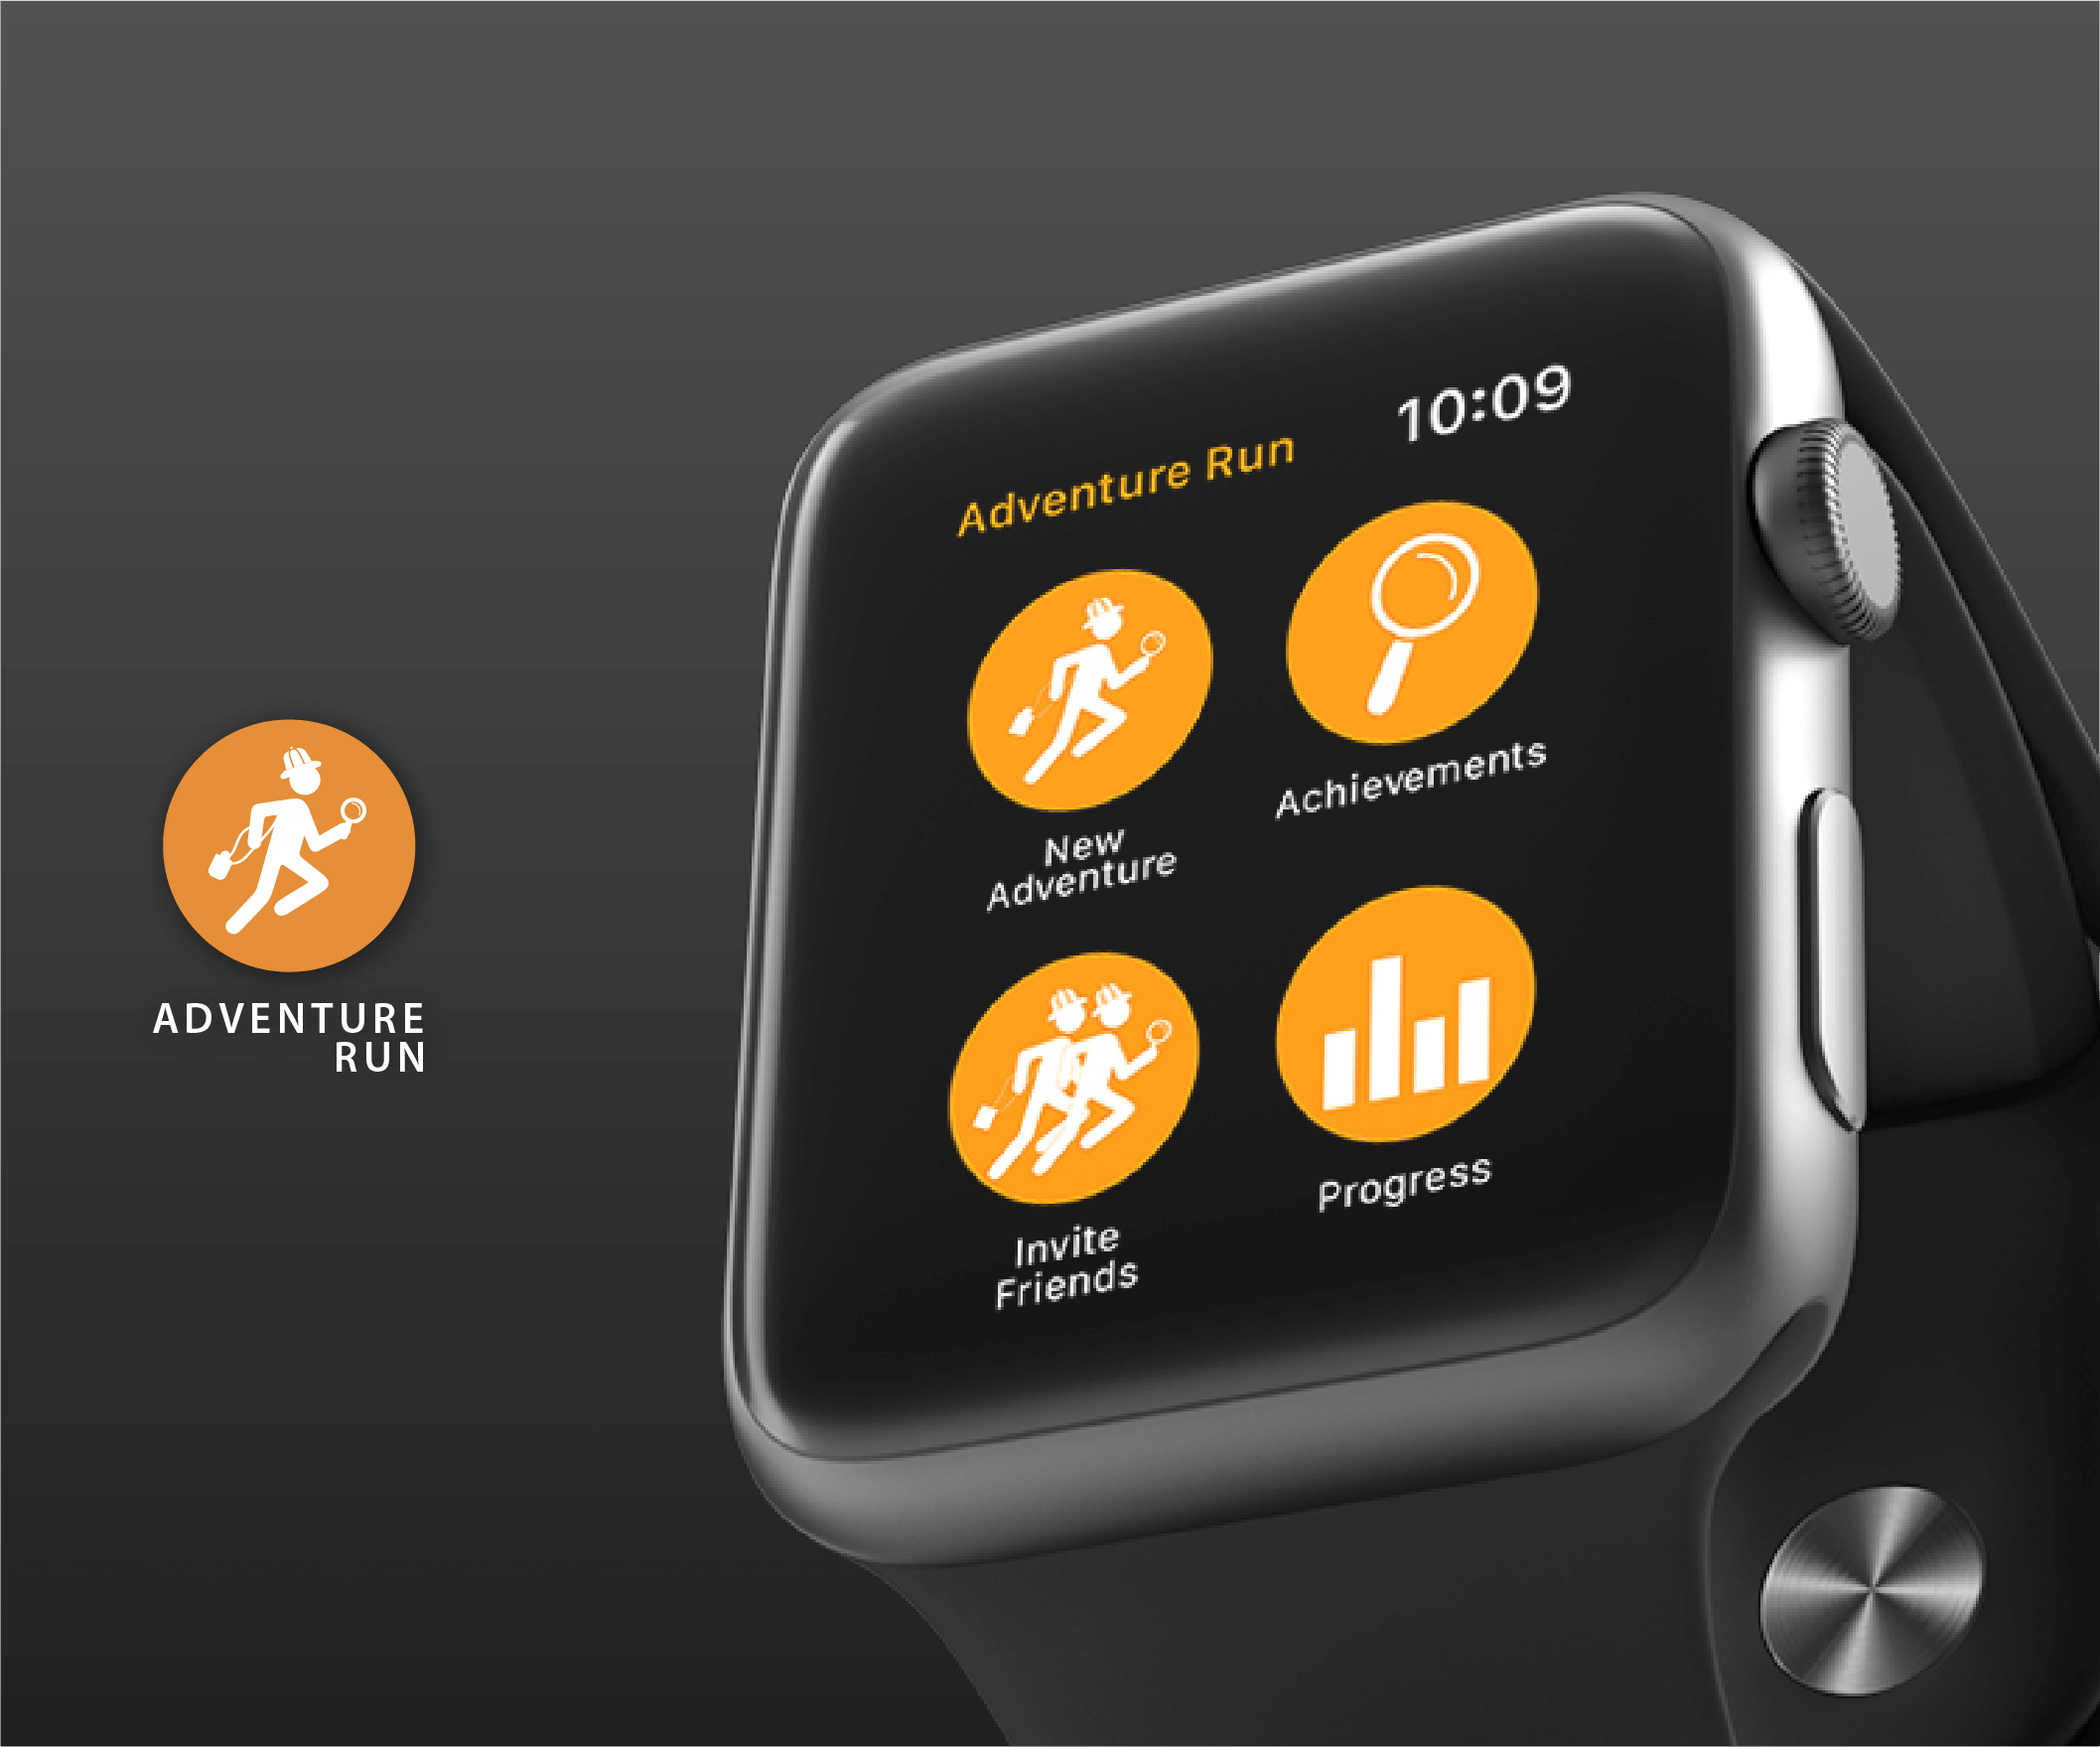 ADVENTURE
RUN
10:09
Adventure Run
New
Adventure
Achievements
Invite
Friends
Progress